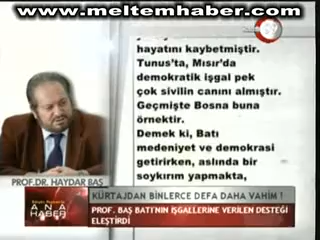 www.meltemhaber.com
hayatını kaybetmiştir.
Tunus'ta, Mısır'da
demokratik işgal pek
çok sivilin canını almıştır.
Geçmişte Bosna buna
örnektir.
Demek ki, Batı
medeniyet ve demokrasi
getirirken, aslında bir
soykırım yapmakta,
PROF. DR. HAYDAR BAŞ
ANA
HABER
KÜRTAJDAN BİNLERCE DEFA DAHA VAHİM !
PROF. BAŞ BATI'NIN İŞGALLERİNE VERİLEN DESTEĞİ
ELEŞTİRDİ